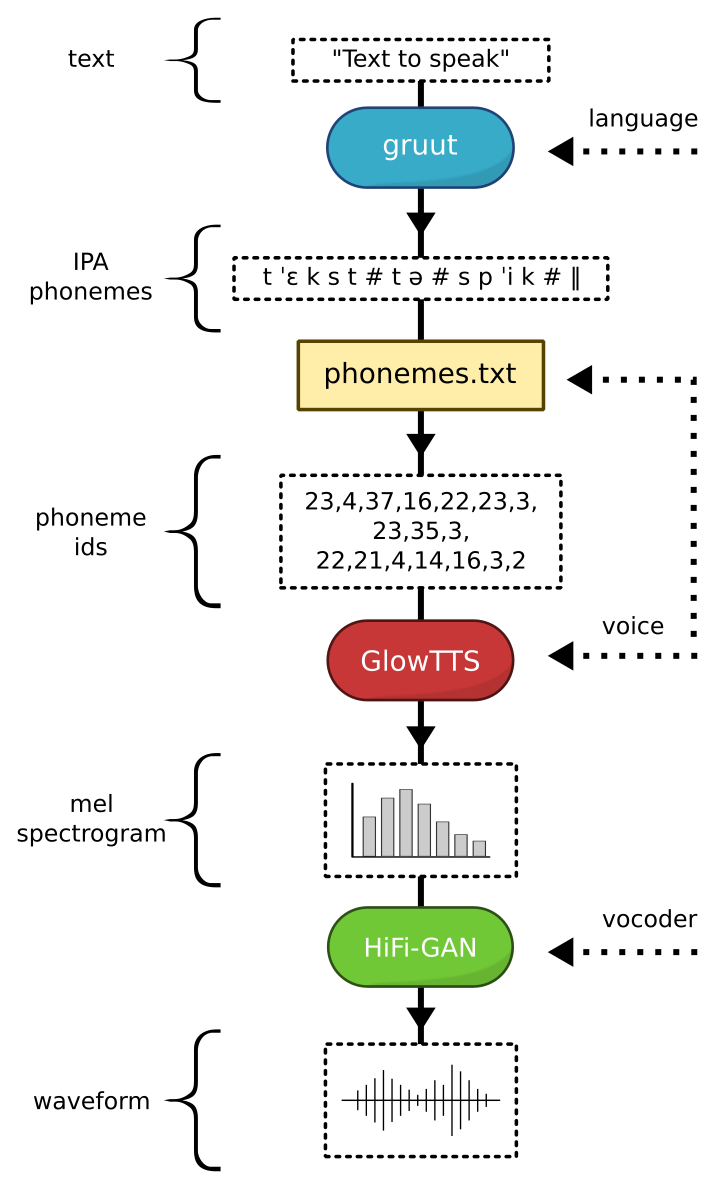 text
"Text to speak"
language
gruut
IPA
phonemes
t ˈɛ k s t # t ə # s p ˈi k # ‖
phonemes.txt
phoneme
ids
23,4,37,16,22,23,3,
23,35,3,
22,21,4,14,16,3,2
voice
GlowTTS
mel
spectrogram
vocoder
HiFi-GAN
waveform